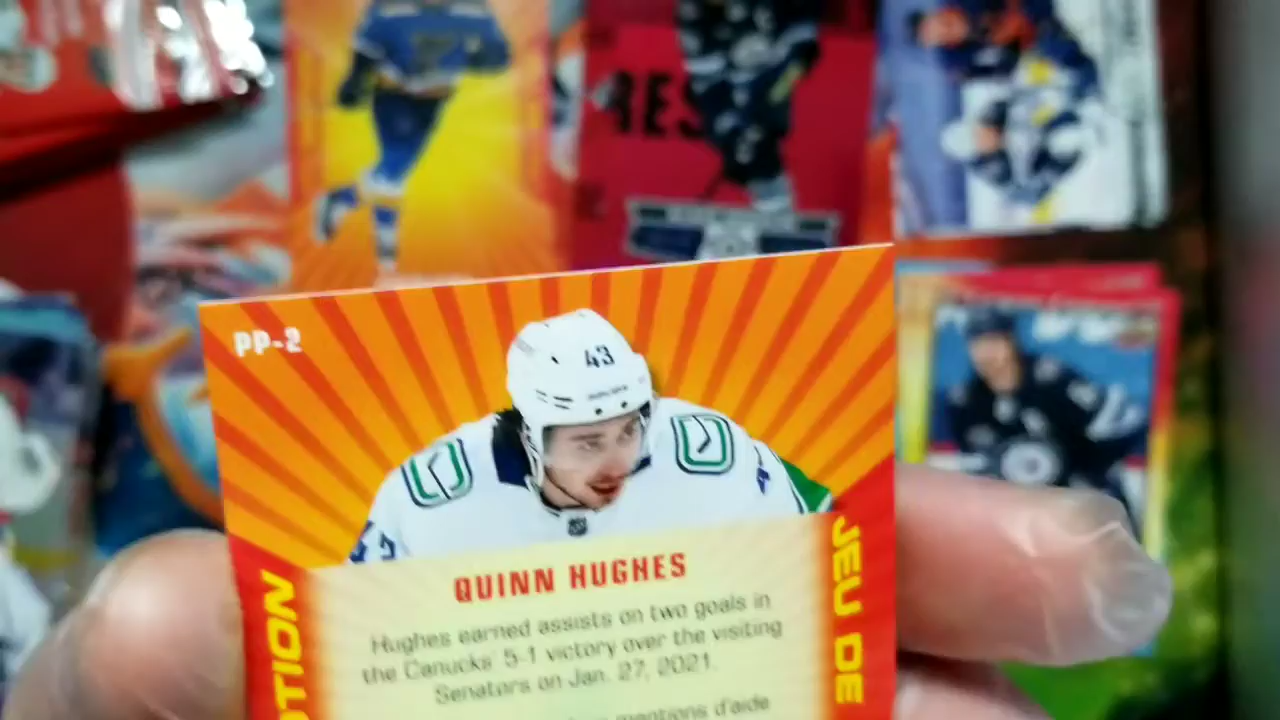 RES
PP-2
43
QUINN HUGHES
Hughes earned assists on two goals in
the Canucks' 5-1 victory over the visiting
Senators on Jan. 27, 2021.
mentions d'aide
JEU DE